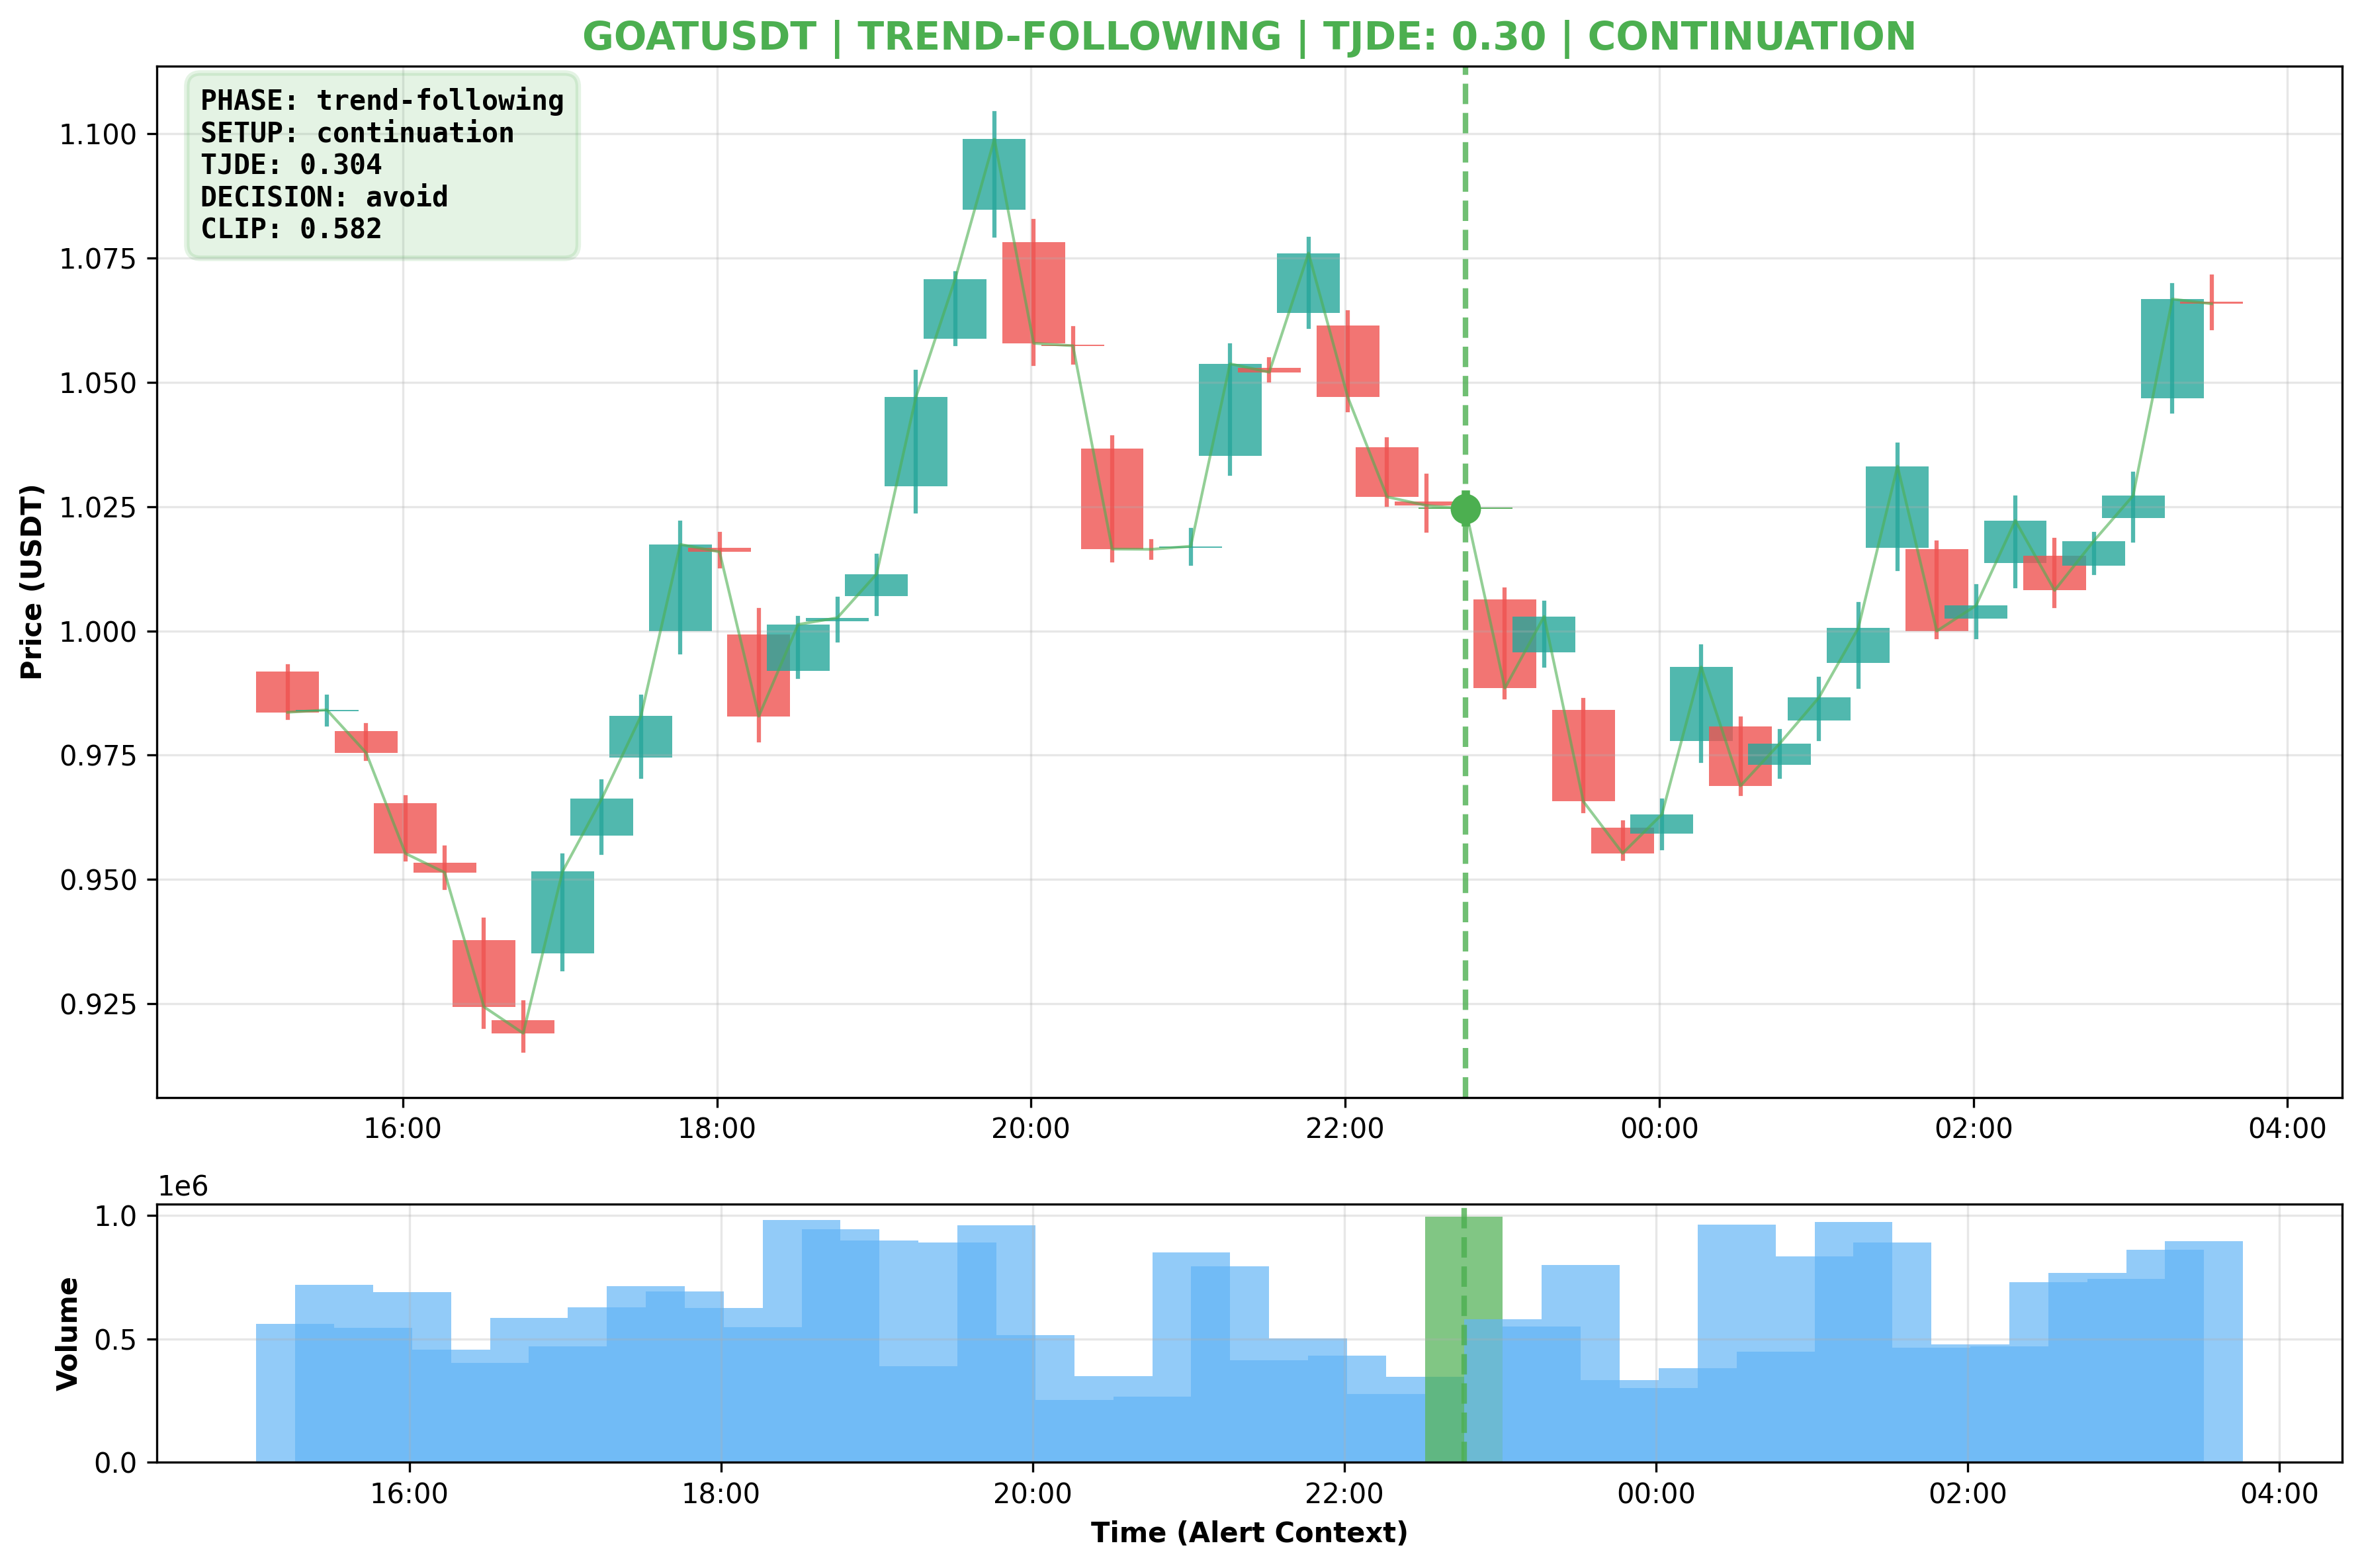 GOATUSDT | TREND-FOLLOWING | TJDE: 0.30 | CONTINUATION
PHASE: trend-following
SETUP: continuation
TJDE: 0.304
DECISION: avoid
CLIP: 0.582
Price (USDT)
1.100
1.075
1.050
1.025
1.000
0.975
0.950
0.925
16:00 18:00 20:00 22:00 00:00 02:00 04:00
1e6
Volume
1.0
0.5
0.0
16:00 18:00 20:00 22:00 00:00 02:00 04:00
Time (Alert Context)